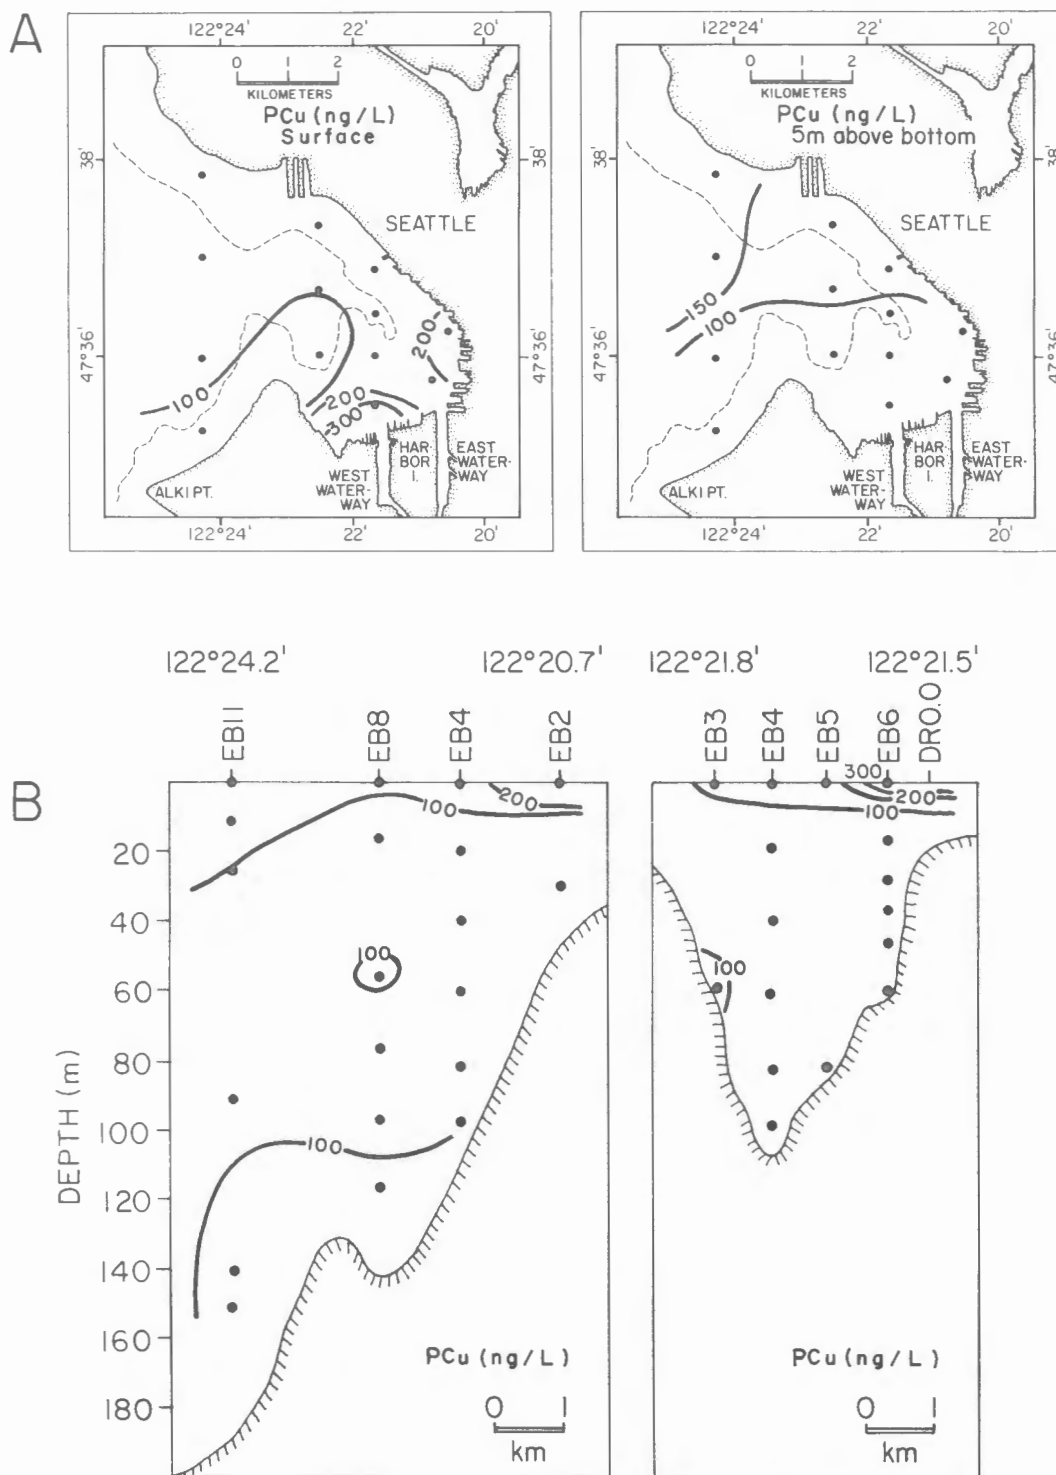 A
122°24' 22' 20'
0 1 2
KILOMETERS
PCu (ng/L)
Surface
38'
SEATTLE
47°36'
100
200
200
300
ALKI PT.
WEST
WATER-
WAY
HAR-
BOR
I.
EAST
WATER-
WAY
38'
36'
122°24' 22' 20'
122°24' 22' 20'
0 1 2
KILOMETERS
PCu (ng/L)
5m above bottom
38'
SEATTLE
47°36'
150
100
ALKI PT.
WEST
WATER-
WAY
HAR-
BOR
I.
EAST
WATER-
WAY
38'
36'
122°24' 22' 20'
B
122°24.2' 122°20.7'
EB11
EB8
EB4
EB2
DEPTH (m)
20
40
60
80
100
120
140
160
180
100
200
100
100
PCu (ng/L)
0 1
km
122°21.8' 122°21.5'
EB3
EB4
EB5
EB6
DR0.0
300
200
100
100
PCu (ng/L)
0 1
km